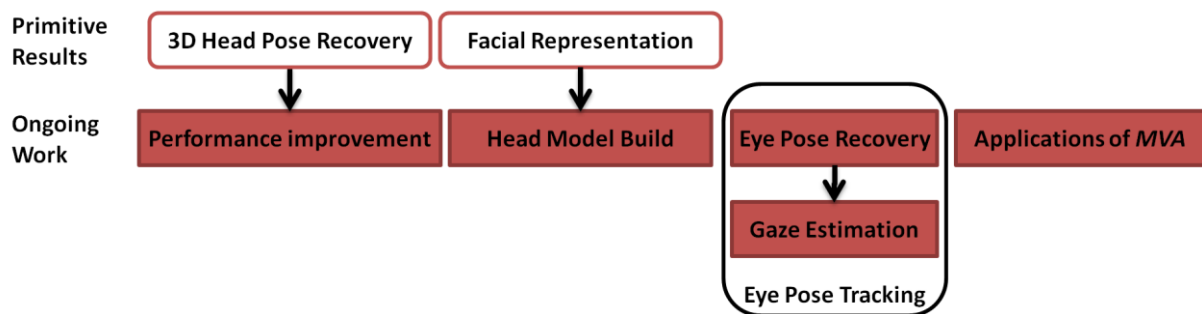 Primitive
Results
3D Head Pose Recovery
Facial Representation
Ongoing
Work
Performance improvement
Head Model Build
Eye Pose Recovery
Applications of MVA
Gaze Estimation
Eye Pose Tracking